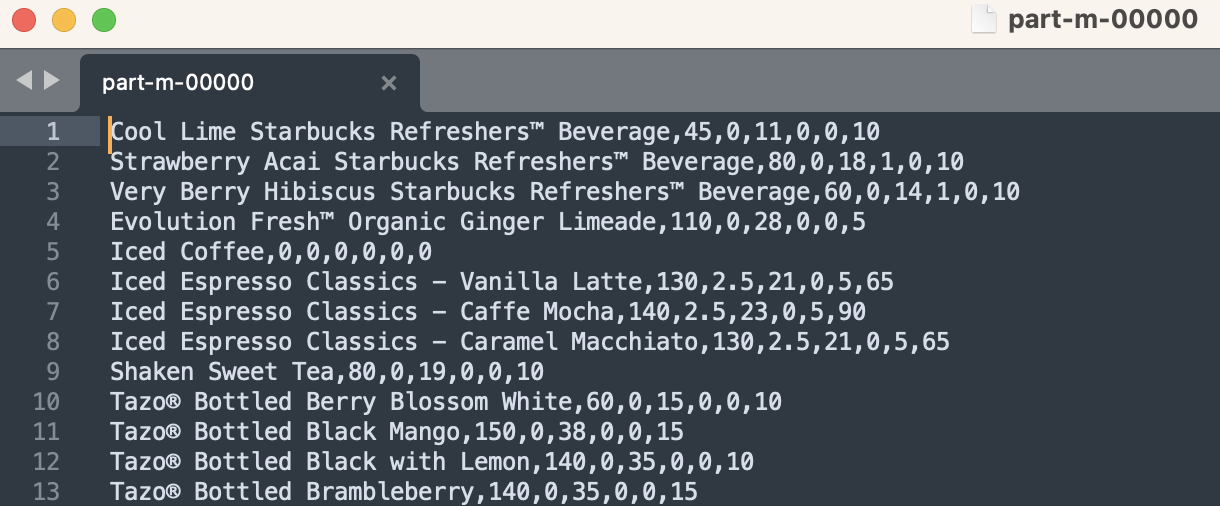 part-m-00000
part-m-00000
1 Cool Lime Starbucks Refreshers™ Beverage,45,0,11,0,0,10
2 Strawberry Acai Starbucks Refreshers™ Beverage,80,0,18,1,0,10
3 Very Berry Hibiscus Starbucks Refreshers™ Beverage,60,0,14,1,0,10
4 Evolution Fresh™ Organic Ginger Limeade,110,0,28,0,0,5
5 Iced Coffee,0,0,0,0,0,0
6 Iced Espresso Classics – Vanilla Latte,130,2.5,21,0,5,65
7 Iced Espresso Classics – Caffe Mocha,140,2.5,23,0,5,90
8 Iced Espresso Classics – Caramel Macchiato,130,2.5,21,0,5,65
9 Shaken Sweet Tea,80,0,19,0,0,10
10 Tazo® Bottled Berry Blossom White,60,0,15,0,0,10
11 Tazo® Bottled Black Mango,150,0,38,0,0,15
12 Tazo® Bottled Black with Lemon,140,0,35,0,0,10
13 Tazo® Bottled Brambleberry,140,0,35,0,0,15